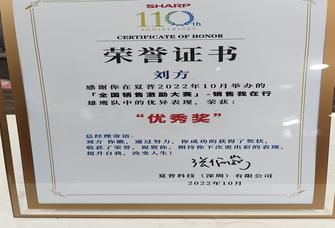 SHARP
110th
ANNIVERSARY
CERTIFICATE OF HONOR
荣誉证书
刘方
感谢你在夏普2022年10月举办的
「全国销售激励大赛」-销售我在行
雄鹰队中的优异表现，荣获：
“优秀奖”
总经理寄语：
刘方 你瞧，通过努力，你成功的获得了奖状，
收获了荣誉，祝贺你，期待你下次更出彩的表现，
提升自我，改变人生！
夏普科技（深圳）有限公司
2022年10月